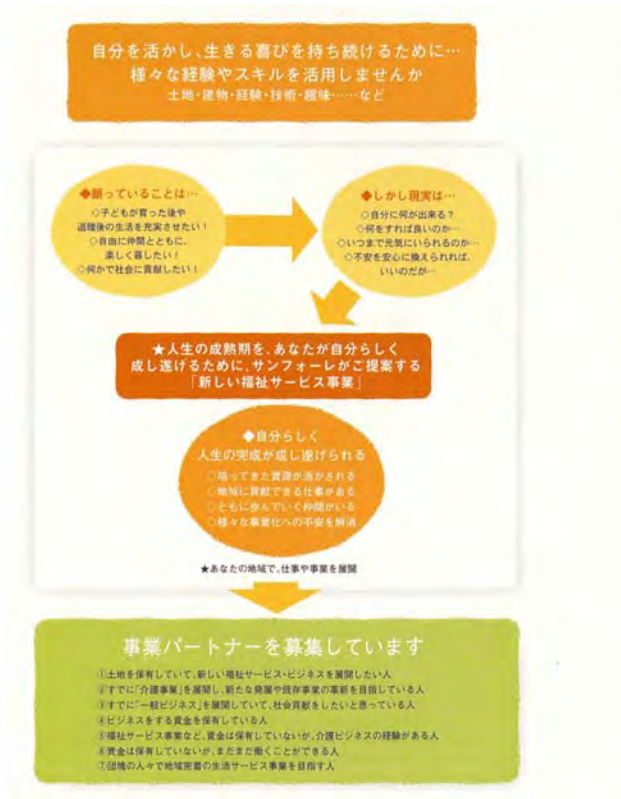 自分を活かし、生きる喜びを持ち続けるために…
様々な経験やスキルを活用しませんか
土地・建物・経験・技術・趣味……など
◆願っていることは…
◇子どもが育った後や
退職後の生活を充実させたい!
◇自由に仲間とともに、
楽しく暮したい!
◇何かで社会に貢献したい!
◆しかし現実は…
◇自分に何が出来る?
◇何をすれば良いのか…
◇いつまで元気にいられるのか…
◇不安を安心に換えられれば、
いいのだが…
★人生の成熟期を、あなたが自分らしく
成し遂げるために、サンフォーレがご提案する
「新しい福祉サービス事業」
◆自分らしく
人生の完成が成し遂げられる
◇培ってきた資源が活かされる
◇地域に貢献できる仕事がある
◇ともに歩んでいく仲間がいる
◇様々な事業化への不安を解消
★あなたの地域で、仕事や事業を展開
事業パートナーを募集しています
①土地を保有していて、新しい福祉サービス・ビジネスを展開したい人
②すでに「介護事業」を展開し、新たな発展や既存事業の革新を目指している人
③すでに「一般ビジネス」を展開していて、社会貢献をしたいと思っている人
④ビジネスをする資金を保有している人
⑤福祉サービス事業など、資金は保有していないが、介護ビジネスの経験がある人
⑥資金は保有していないが、まだまだ働くことができる人
⑦団塊の人々で地域密着の生活サービス事業を目指す人